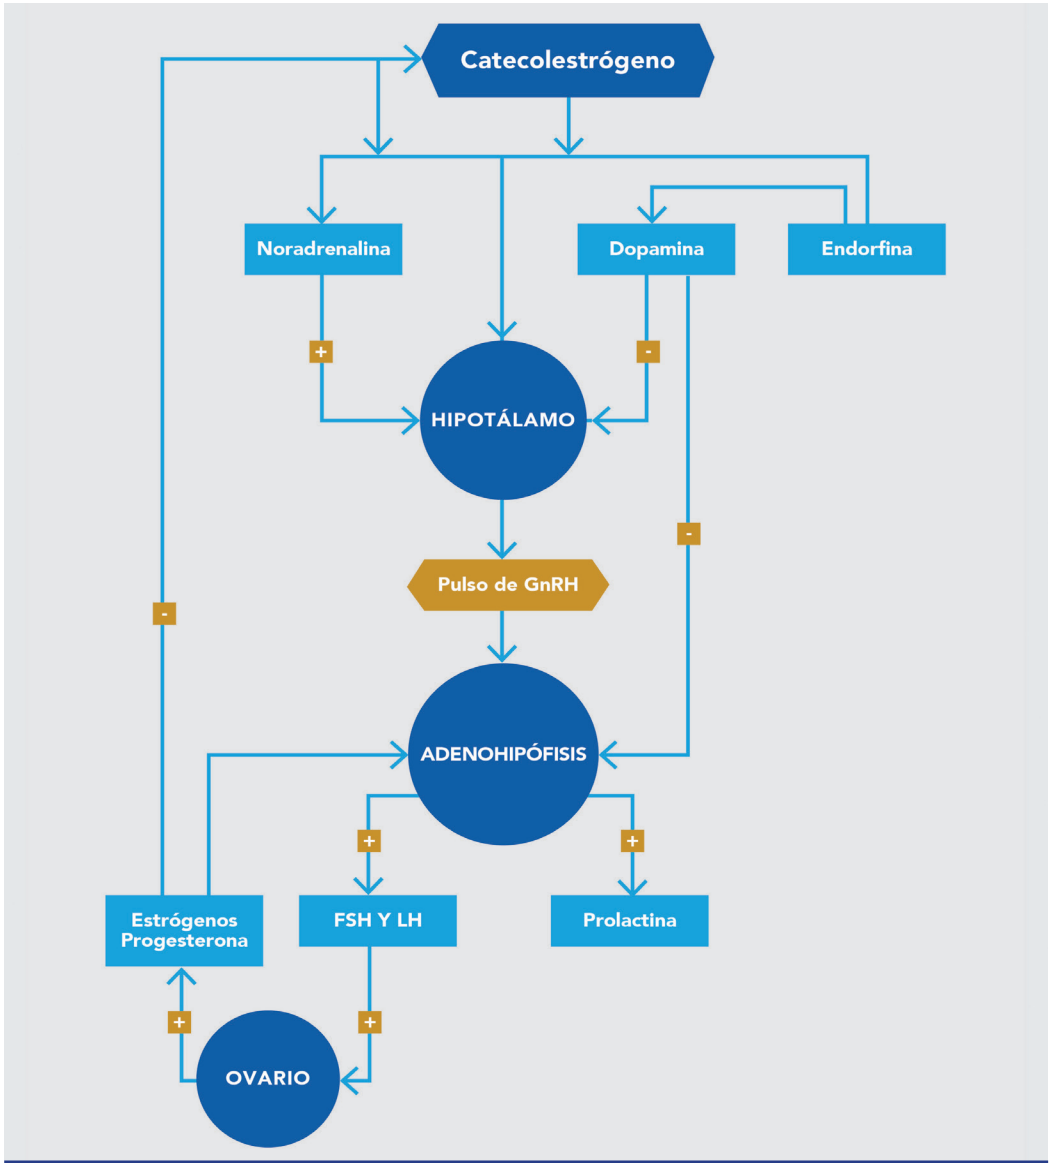 Catecolestrógeno
Noradrenalina
Dopamina
Endorfina
+
-
HIPOTÁLAMO
-
Pulso de GnRH
-
ADENOHIPÓFISIS
+
+
Estrógenos
Progesterona
FSH Y LH
Prolactina
+
+
OVARIO